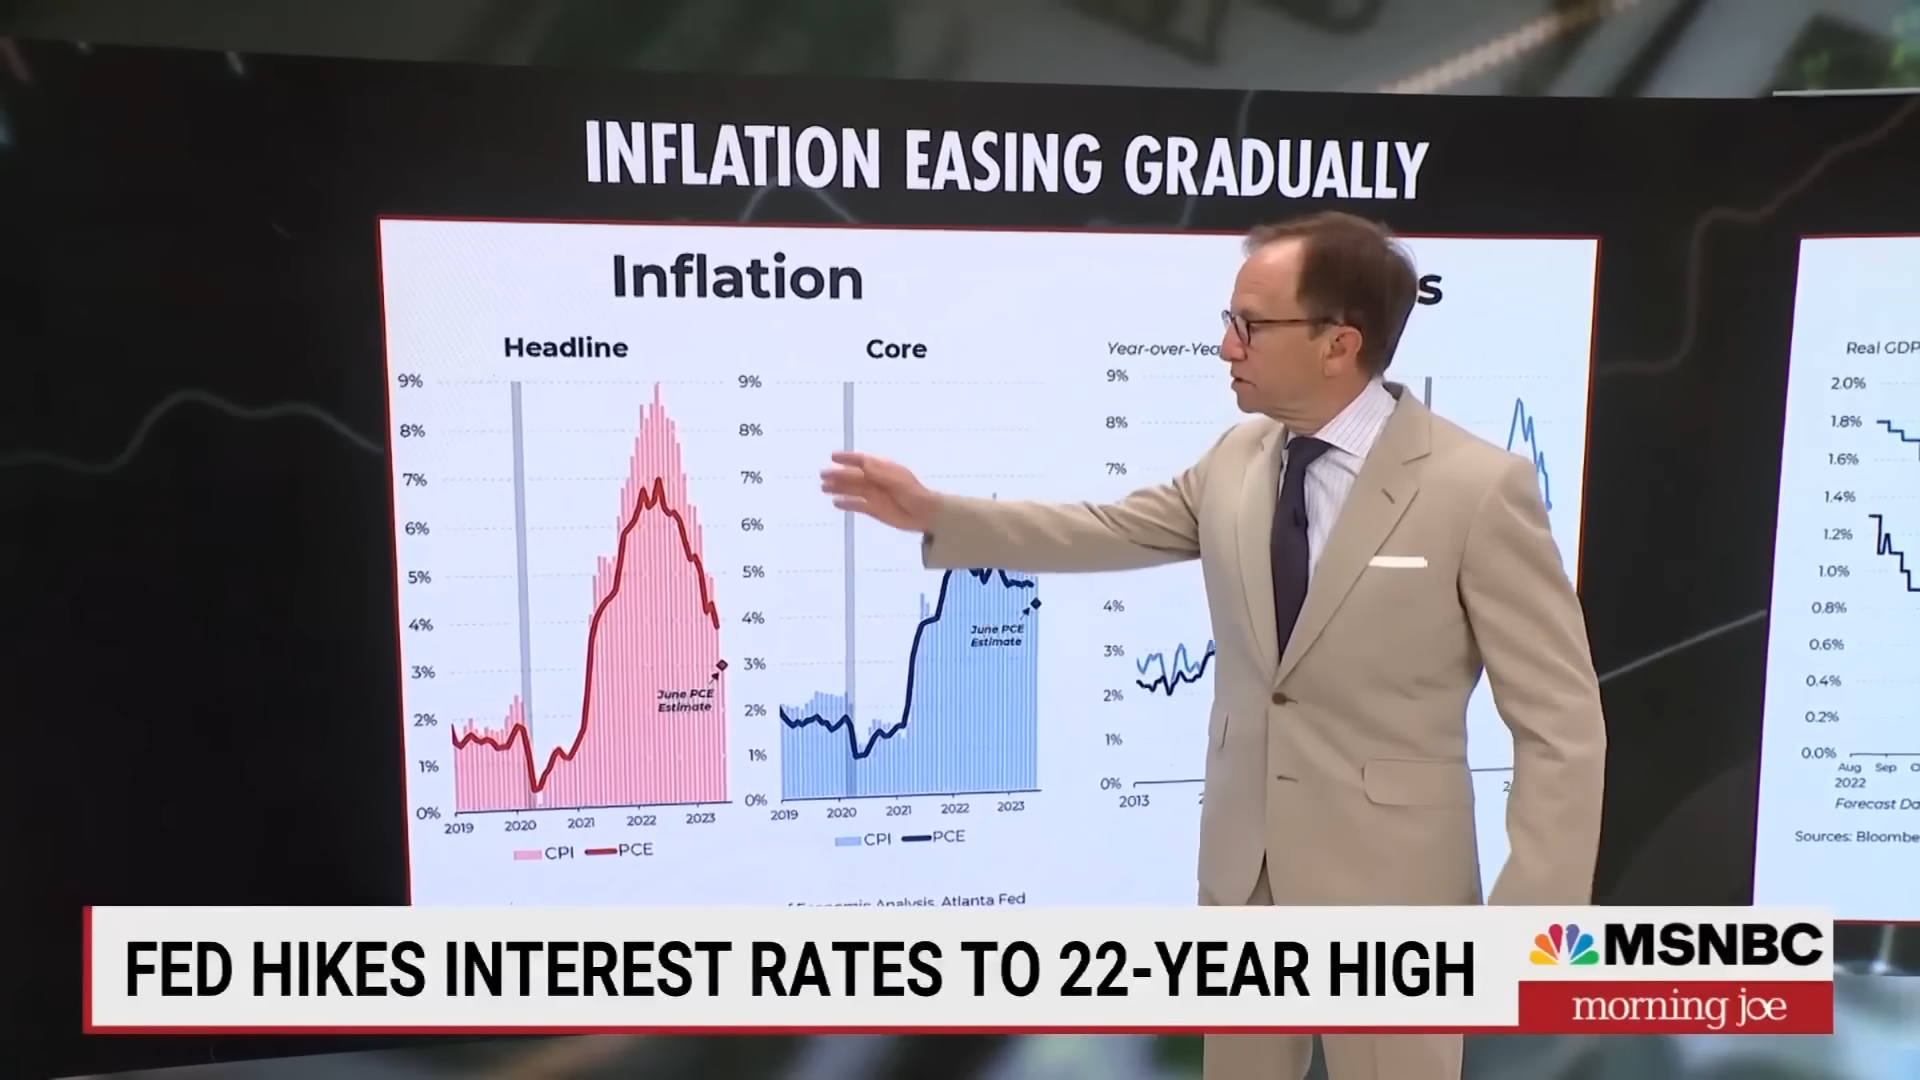 INFLATION EASING GRADUALLY
Inflation
Headline
9%
8%
7%
6%
5%
4%
3%
2%
1%
0%
June PCE
Estimate
2019 2020 2021 2022 2023
CPI PCE
Core
9%
8%
7%
6%
5%
4%
3%
2%
1%
0%
June PCE
Estimate
2019 2020 2021 2022 2023
CPI PCE
Analysis, Atlanta Fed
s
Year-over-Yea
9%
8%
7%
4%
3%
2%
1%
0%
2013
Real GDP
2.0%
1.8%
1.6%
1.4%
1.2%
1.0%
0.8%
0.6%
0.4%
0.2%
0.0%
Aug Sep
2022
Forecast Da
Sources: Bloombe
FED HIKES INTEREST RATES TO 22-YEAR HIGH
MSNBC
morning joe